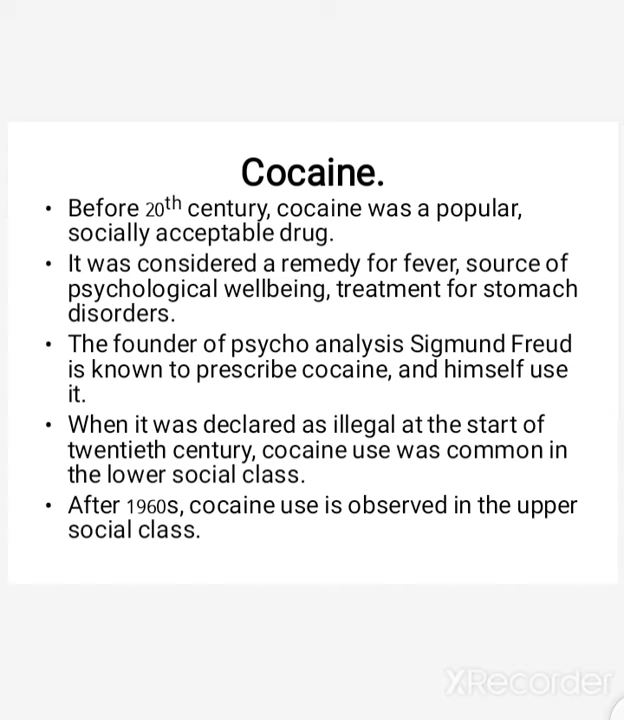 Cocaine.
• Before 20th century, cocaine was a popular,
socially acceptable drug.
• It was considered a remedy for fever, source of
psychological wellbeing, treatment for stomach
disorders.
• The founder of psycho analysis Sigmund Freud
is known to prescribe cocaine, and himself use
it.
• When it was declared as illegal at the start of
twentieth century, cocaine use was common in
the lower social class.
• After 1960s, cocaine use is observed in the upper
social class.
XRecorder